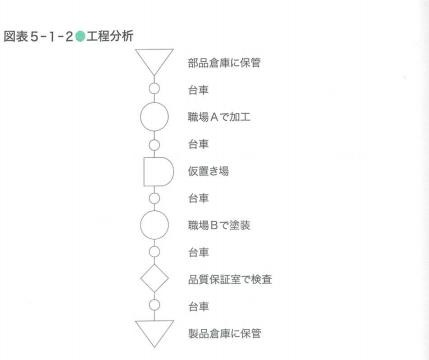 図表5-1-2●工程分析
部品倉庫に保管
台車
職場Aで加工
台車
仮置き場
台車
職場Bで塗装
台車
品質保証室で検査
台車
製品倉庫に保管